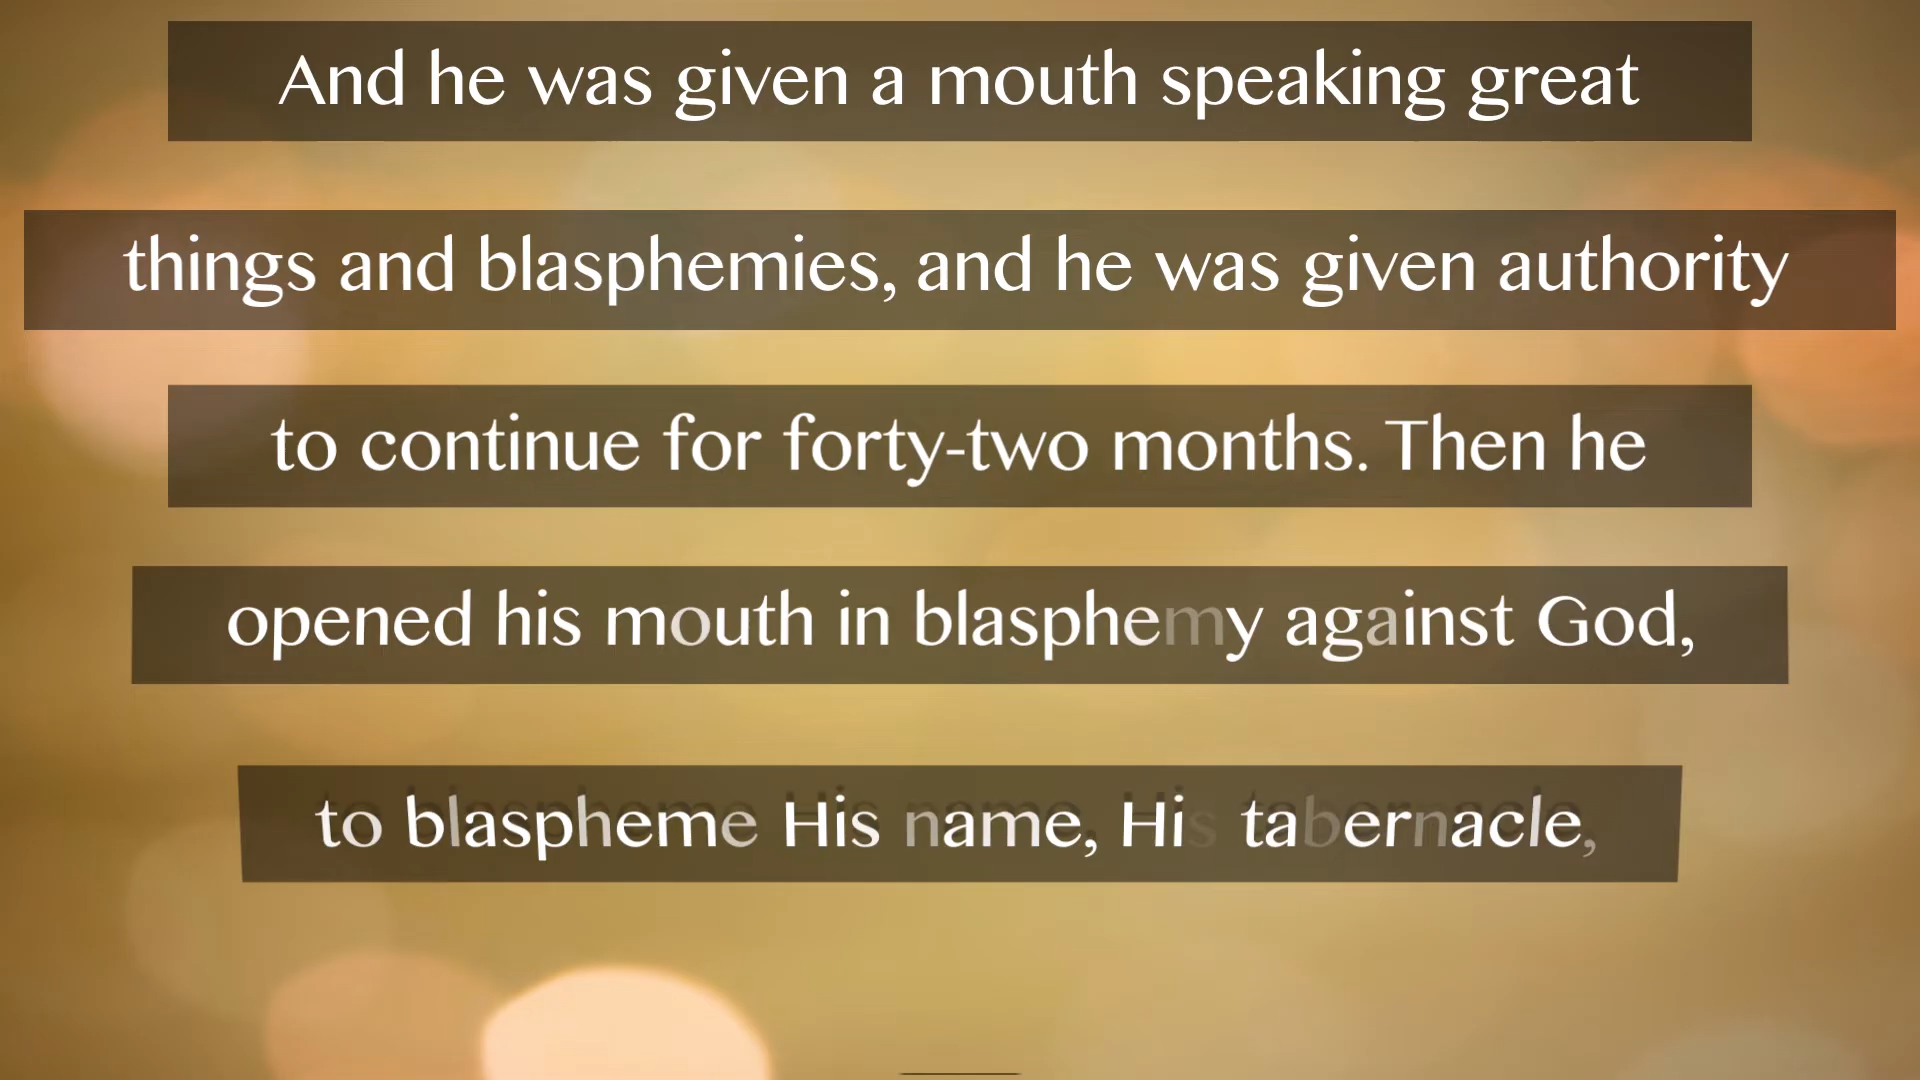 And he was given a mouth speaking great
things and blasphemies, and he was given authority
to continue for forty-two months. Then he
opened his mouth in blasphemy against God,
to blaspheme His name, His tabernacle,